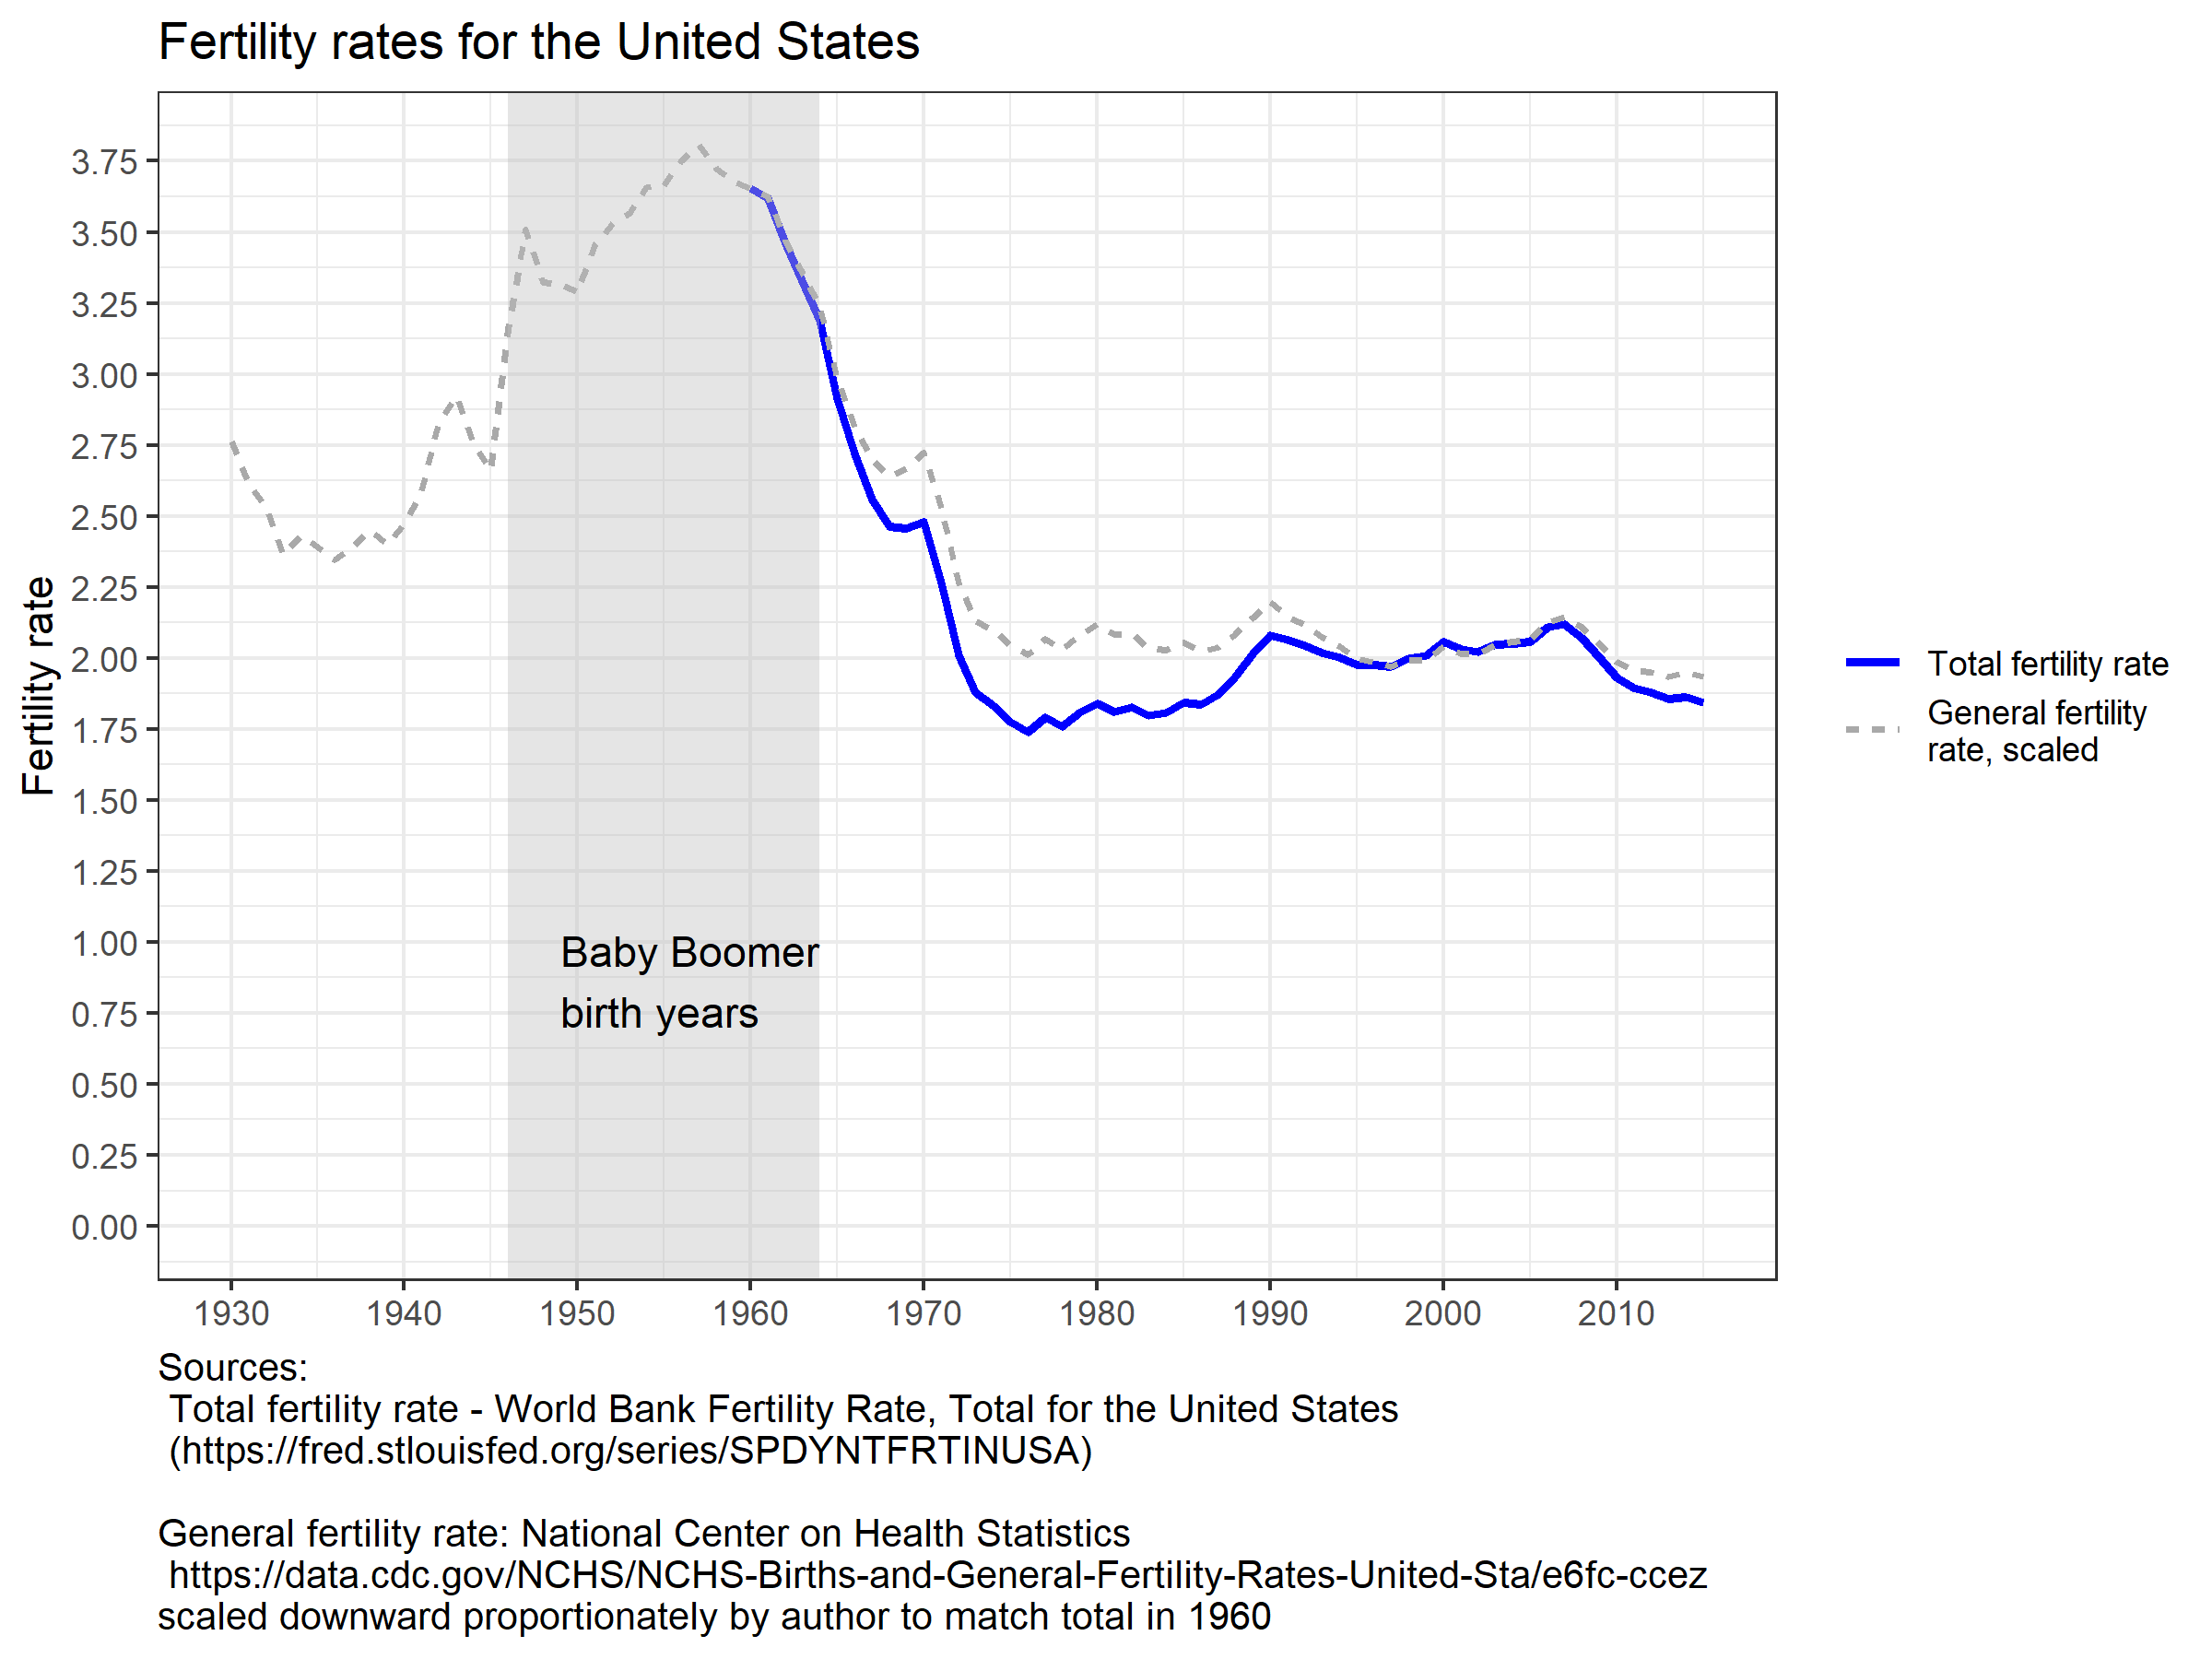 Fertility rates for the United States
Fertility rate
3.75
3.50
3.25
3.00
2.75
2.50
2.25
2.00
1.75
1.50
1.25
1.00
0.75
0.50
0.25
0.00
Baby Boomer
birth years
1930 1940 1950 1960 1970 1980 1990 2000 2010
Total fertility rate
General fertility
rate, scaled
Sources:
Total fertility rate - World Bank Fertility Rate, Total for the United States
(https://fred.stlouisfed.org/series/SPDYNTFRTINUSA)
General fertility rate: National Center on Health Statistics
https://data.cdc.gov/NCHS/NCHS-Births-and-General-Fertility-Rates-United-Sta/e6fc-ccez
scaled downward proportionately by author to match total in 1960